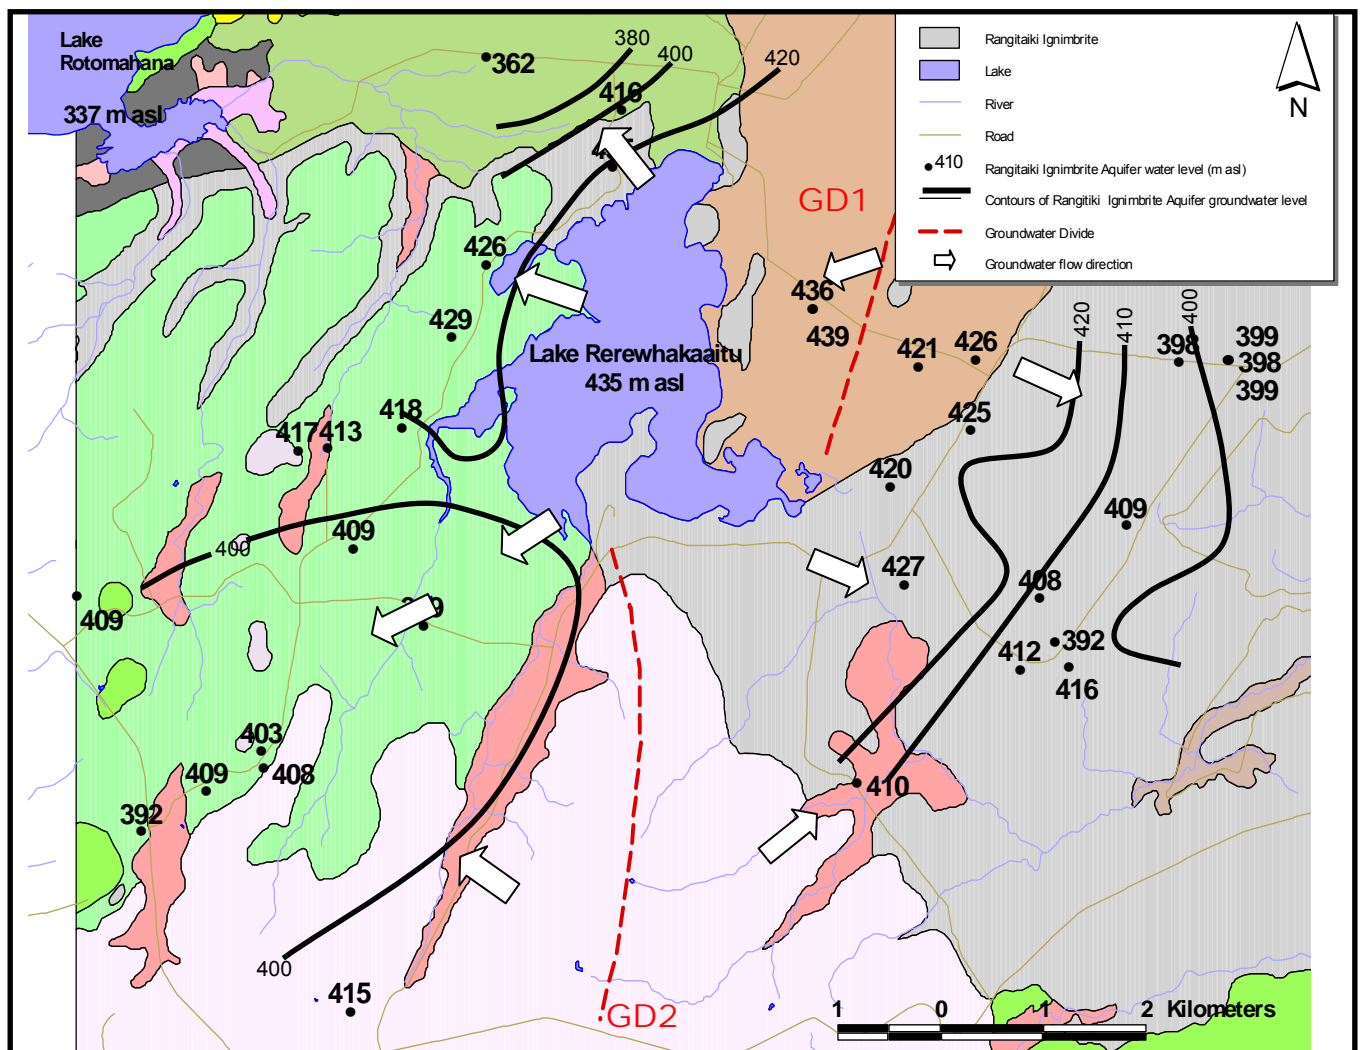 Lake
Rotomahana
337 m asl
362
380
400
420
416
Rangitaiki Ignimbrite
Lake
River
Road
410
Rangitaiki Ignimbrite Aquifer water level (m asl)
Contours of Rangitiki Ignimbrite Aquifer groundwater level
Groundwater Divide
Groundwater flow direction
N
GD1
426
429
436
439
Lake Rerewhakaaitu
435 m asl
421
426
420
410
400
398
399
398
399
418
417
413
425
420
409
409
400
427
408
409
412
392
416
403
408
409
392
410
400
415
GD2
1
0
1
2
Kilometers